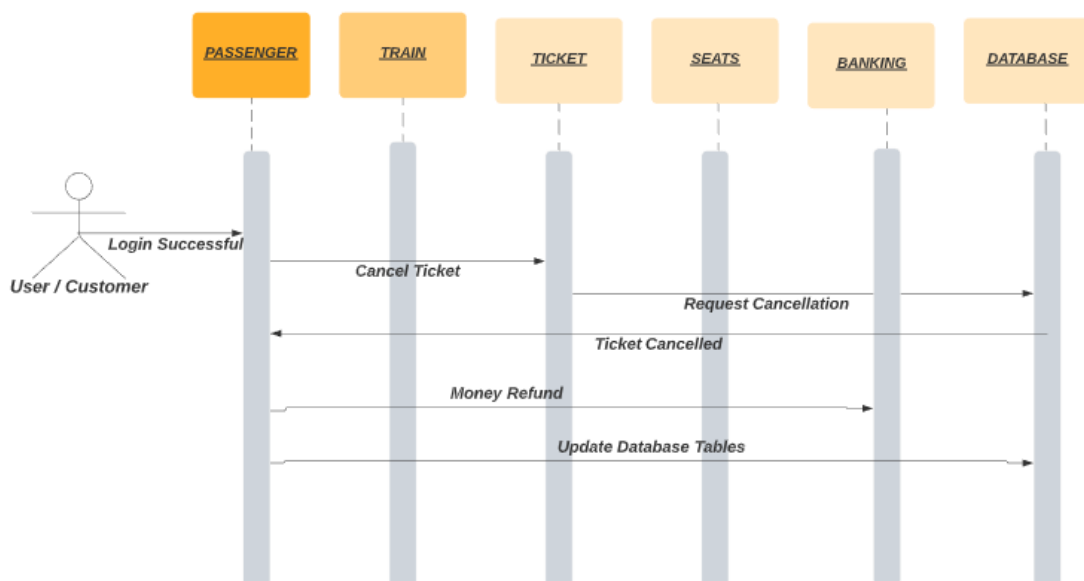 PASSENGER
TRAIN
TICKET
SEATS
BANKING
DATABASE
Login Successful
User / Customer
Cancel Ticket
Request Cancellation
Ticket Cancelled
Money Refund
Update Database Tables